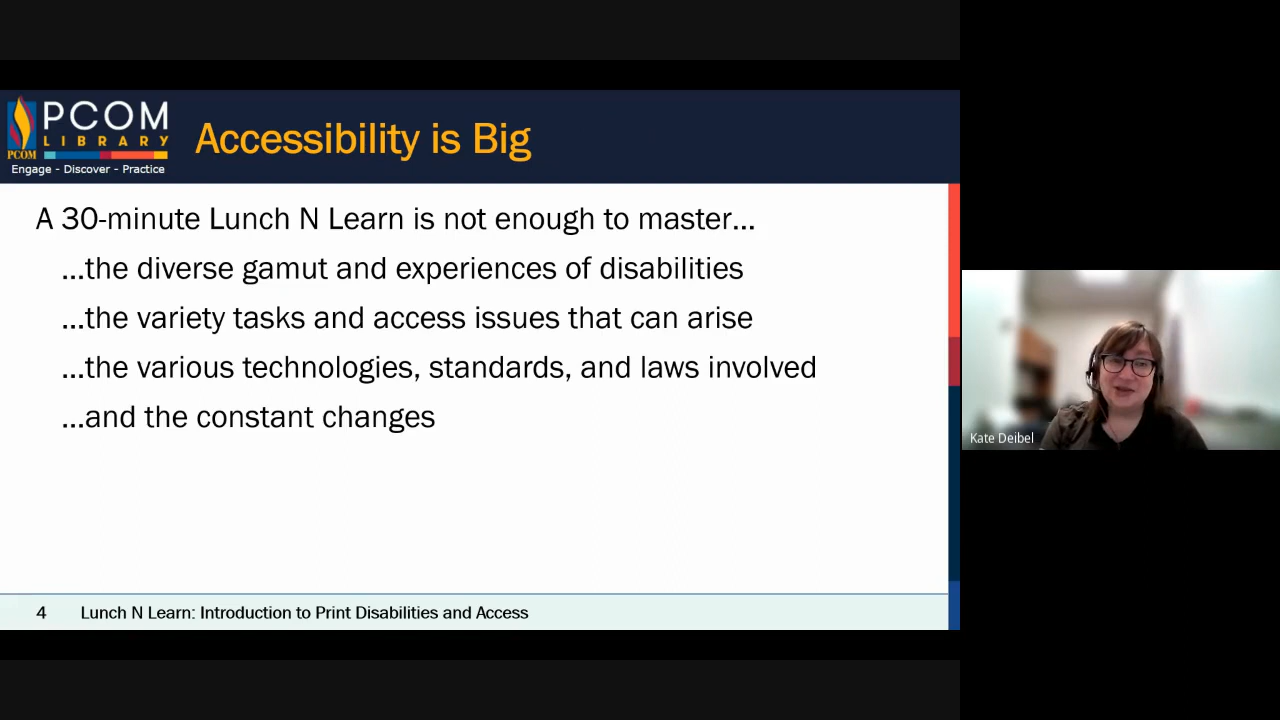 PCOM
LIBRARY
PCOM
Engage - Discover - Practice
Accessibility is Big
A 30-minute Lunch N Learn is not enough to master...
...the diverse gamut and experiences of disabilities
...the variety tasks and access issues that can arise
...the various technologies, standards, and laws involved
...and the constant changes
Kate Deibel
4 Lunch N Learn: Introduction to Print Disabilities and Access